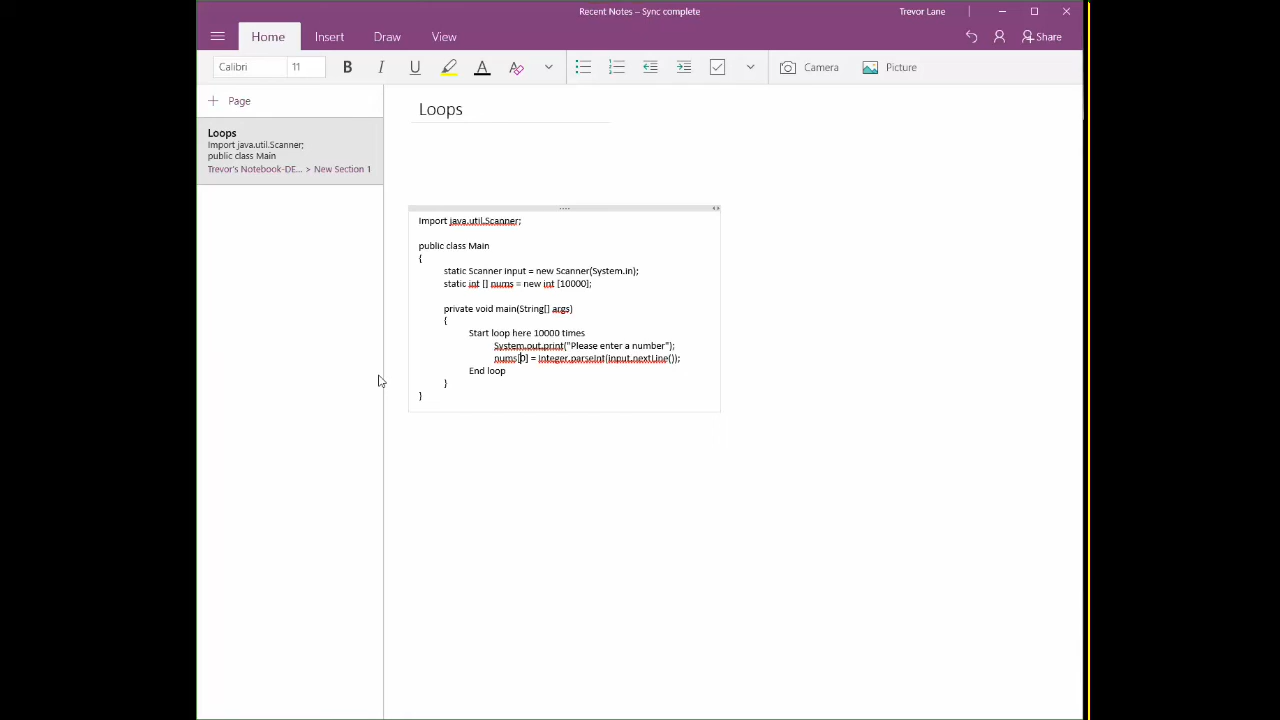 Recent Notes – Sync complete
Trevor Lane
Home
Insert
Draw
View
Share
Calibri
11
B
I
U
A
Camera
Picture
Page
Loops
Import java.util.Scanner;
public class Main
Trevor's Notebook-DE... > New Section 1
Loops
Import java.util.Scanner;
public class Main
{
static Scanner input = new Scanner(System.in);
static int [] nums = new int [10000];
private void main(String[] args)
{
Start loop here 10000 times
System.out.print("Please enter a number");
nums[0] = Integer.parseInt(input.nextLine());
End loop
}
}